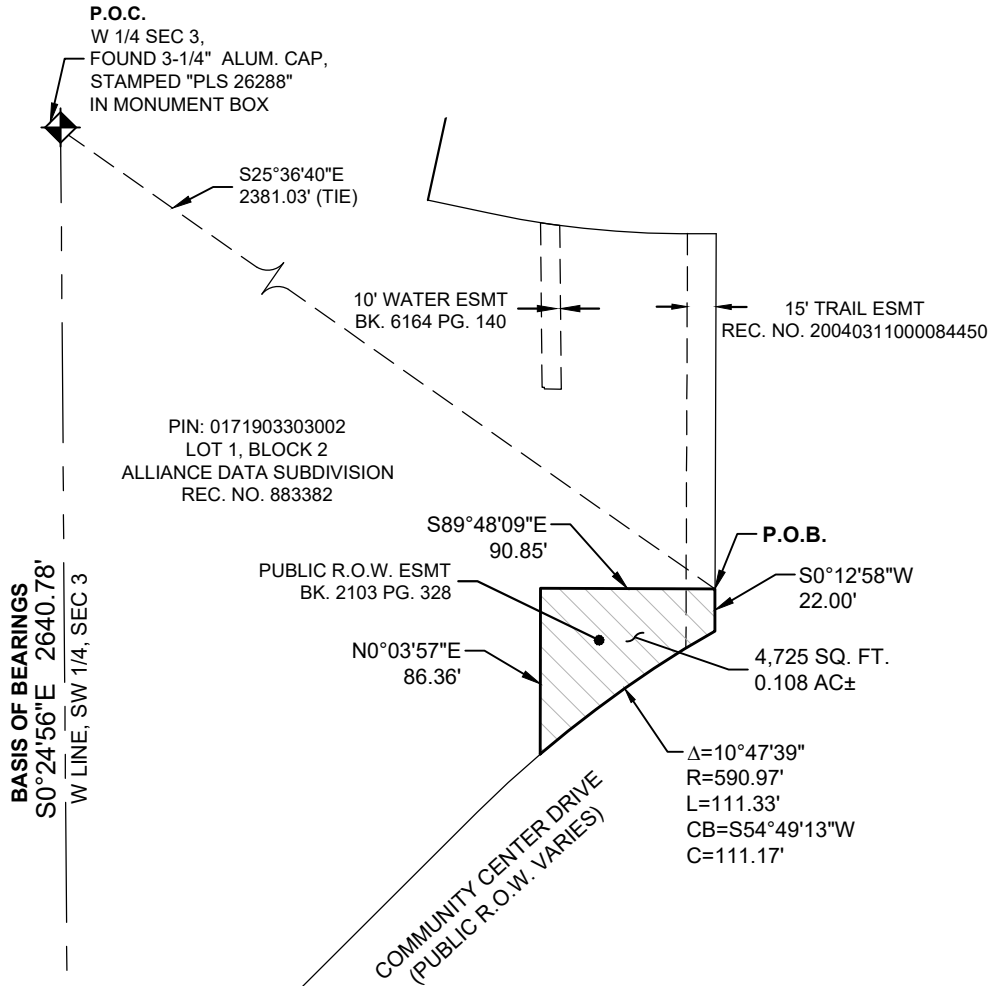 P.O.C.
W 1/4 SEC 3,
FOUND 3-1/4" ALUM. CAP,
STAMPED "PLS 26288"
IN MONUMENT BOX
S25°36'40"E
2381.03' (TIE)
10' WATER ESMT
BK. 6164 PG. 140
15' TRAIL ESMT
REC. NO. 20040311000084450
PIN: 0171903303002
LOT 1, BLOCK 2
ALLIANCE DATA SUBDIVISION
REC. NO. 883382
S89°48'09"E
90.85'
P.O.B.
PUBLIC R.O.W. ESMT
BK. 2103 PG. 328
S0°12'58"W
22.00'
N0°03'57"E
86.36'
4,725 SQ. FT.
0.108 AC±
BASIS OF BEARINGS
S0°24'56"E 2640.78'
W LINE, SW 1/4, SEC 3
Δ=10°47'39"
R=590.97'
L=111.33'
CB=S54°49'13"W
C=111.17'
COMMUNITY CENTER DRIVE
(PUBLIC R.O.W. VARIES)